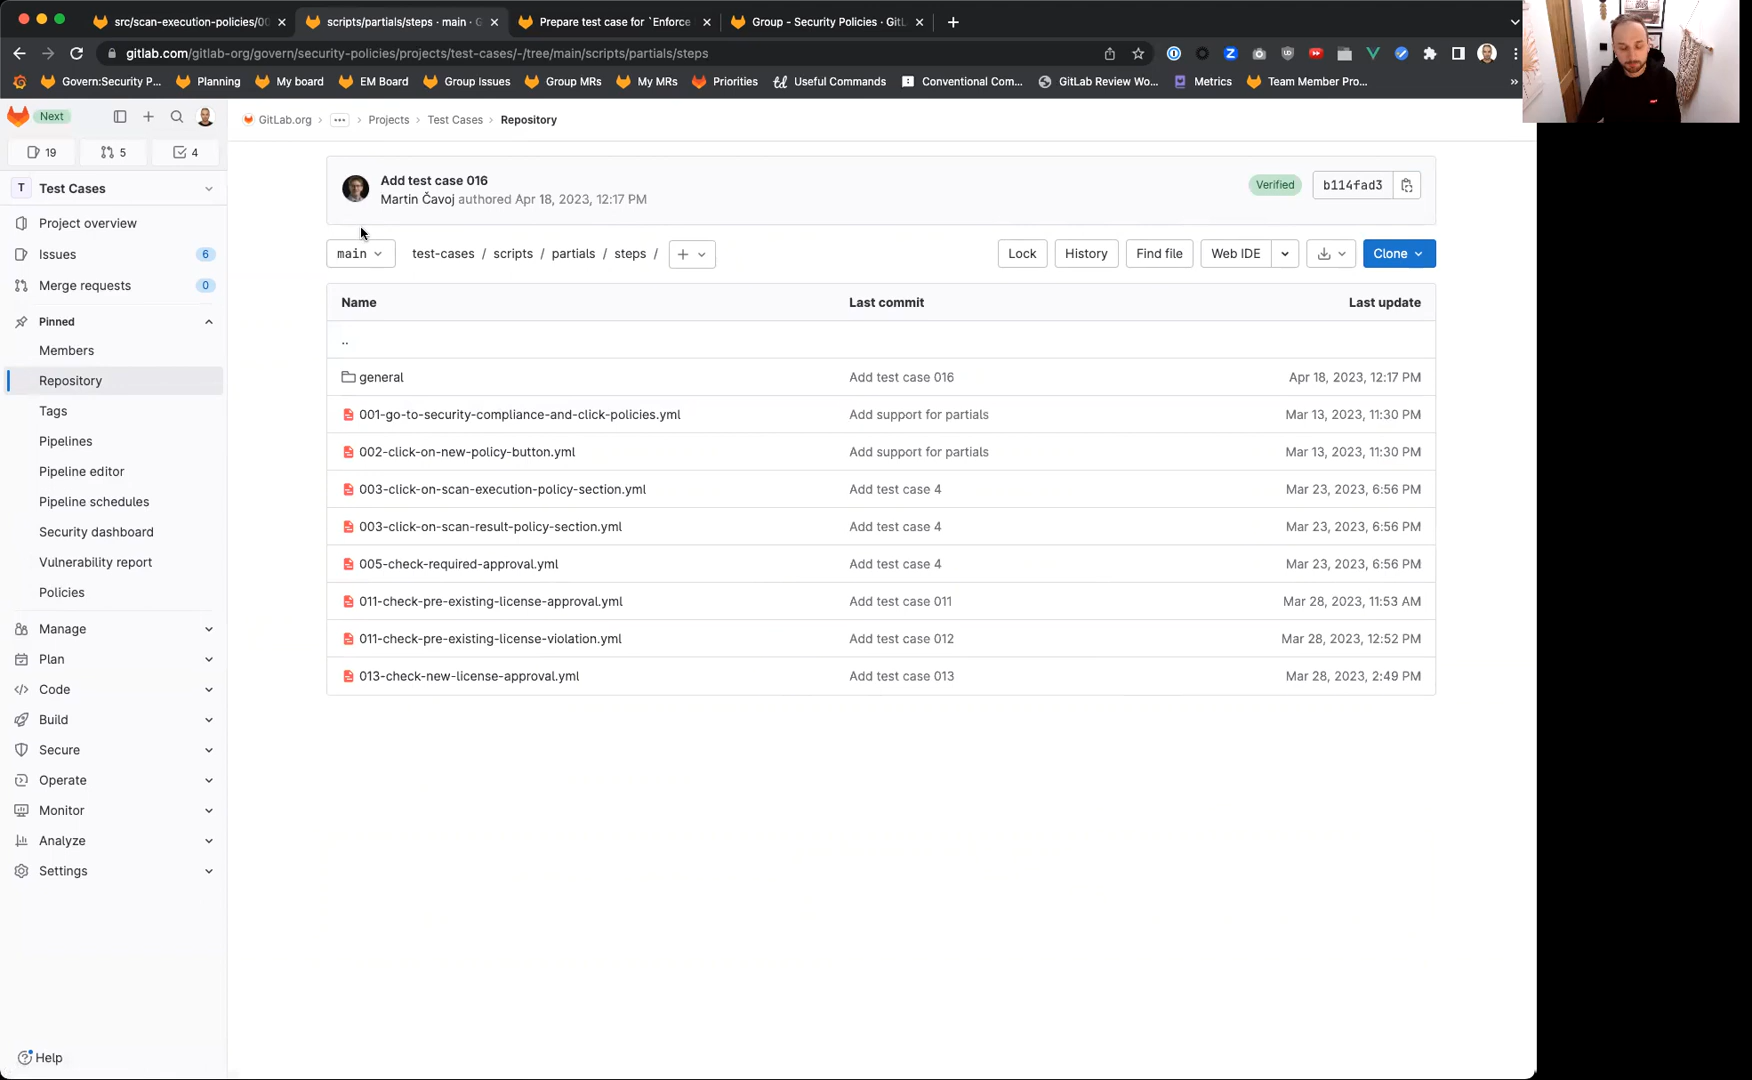 src/scan-execution-policies/00
scripts/partials/steps · main · G
Prepare test case for `Enforce
Group - Security Policies · GitL
gitlab.com/gitlab-org/govern/security-policies/projects/test-cases/-/tree/main/scripts/partials/steps
Govern:Security P...
Planning
My board
EM Board
Group Issues
Group MRs
My MRs
Priorities
Useful Commands
Conventional Com...
GitLab Review Wo...
Metrics
Team Member Pro...
»
Next
GitLab.org › ··· › Projects › Test Cases › Repository
19
5
4
T Test Cases
Project overview
Issues 6
Merge requests 0
Pinned
Members
Repository
Tags
Pipelines
Pipeline editor
Pipeline schedules
Security dashboard
Vulnerability report
Policies
Manage
Plan
Code
Build
Secure
Operate
Monitor
Analyze
Settings
Help
Add test case 016
Martin Čavoj authored Apr 18, 2023, 12:17 PM
Verified
b114fad3
main
test-cases / scripts / partials / steps / +
Lock
History
Find file
Web IDE
Clone
Name Last commit Last update
..
general Add test case 016 Apr 18, 2023, 12:17 PM
001-go-to-security-compliance-and-click-policies.yml Add support for partials Mar 13, 2023, 11:30 PM
002-click-on-new-policy-button.yml Add support for partials Mar 13, 2023, 11:30 PM
003-click-on-scan-execution-policy-section.yml Add test case 4 Mar 23, 2023, 6:56 PM
003-click-on-scan-result-policy-section.yml Add test case 4 Mar 23, 2023, 6:56 PM
005-check-required-approval.yml Add test case 4 Mar 23, 2023, 6:56 PM
011-check-pre-existing-license-approval.yml Add test case 011 Mar 28, 2023, 11:53 AM
011-check-pre-existing-license-violation.yml Add test case 012 Mar 28, 2023, 12:52 PM
013-check-new-license-approval.yml Add test case 013 Mar 28, 2023, 2:49 PM